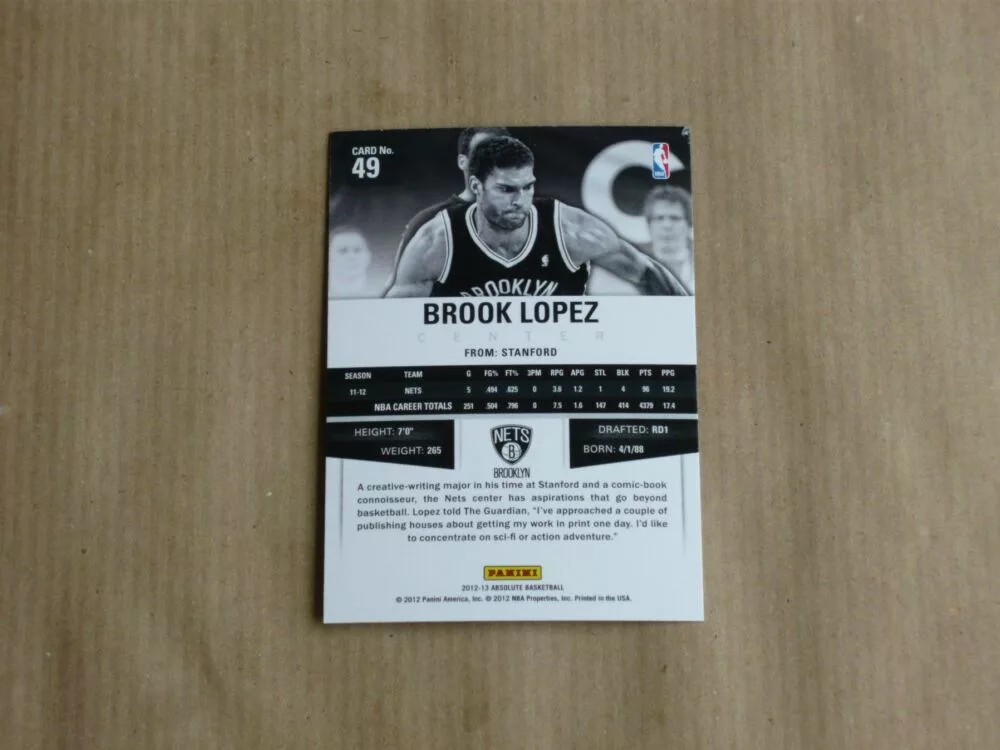 CARD No.
49
C
BROOKLYN
BROOK LOPEZ
CENTER
FROM: STANFORD
SEASON TEAM G FG% FT% 3PM RPG APG STL BLK PTS PPG
11-12 NETS 5 .494 .625 0 3.6 1.2 1 4 96 19.2
NBA CAREER TOTALS 251 .504 .796 0 7.5 1.6 147 414 4379 17.4
HEIGHT: 7'0"
WEIGHT: 265
NETS
B
BROOKLYN
DRAFTED: RD1
BORN: 4/1/88
A creative-writing major in his time at Stanford and a comic-book
connoisseur, the Nets center has aspirations that go beyond
basketball. Lopez told The Guardian, "I've approached a couple of
publishing houses about getting my work in print one day. I'd like
to concentrate on sci-fi or action adventure."
PANINI
2012-13 ABSOLUTE BASKETBALL
© 2012 Panini America, Inc. © 2012 NBA Properties, Inc. Printed in the USA.